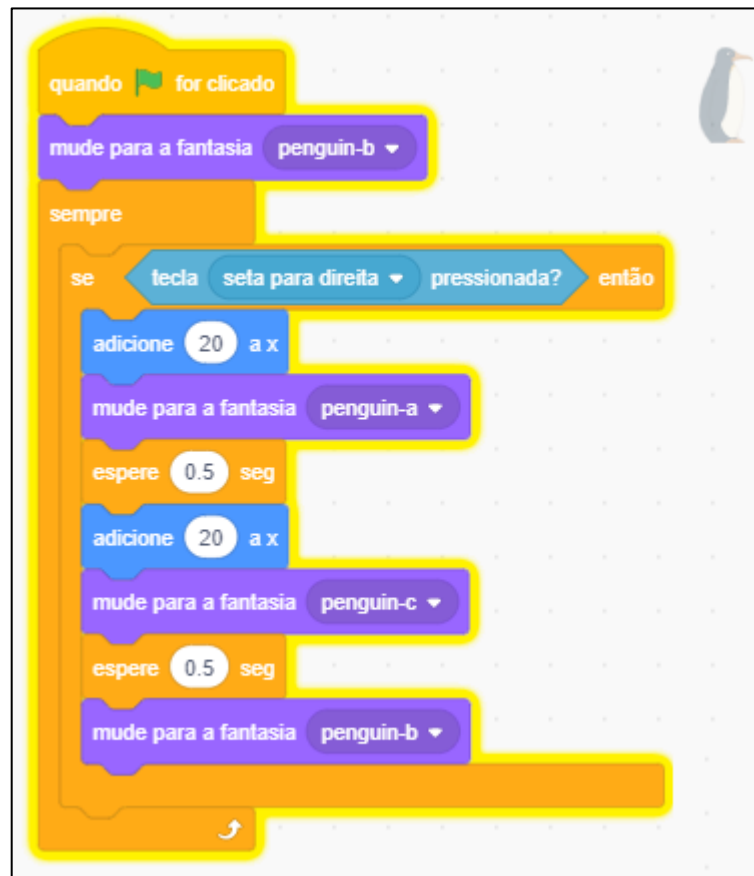 quando for clicado
mude para a fantasia penguin-b
sempre
se tecla seta para direita pressionada? então
adicione 20 a x
mude para a fantasia penguin-a
espere 0.5 seg
adicione 20 a x
mude para a fantasia penguin-c
espere 0.5 seg
mude para a fantasia penguin-b